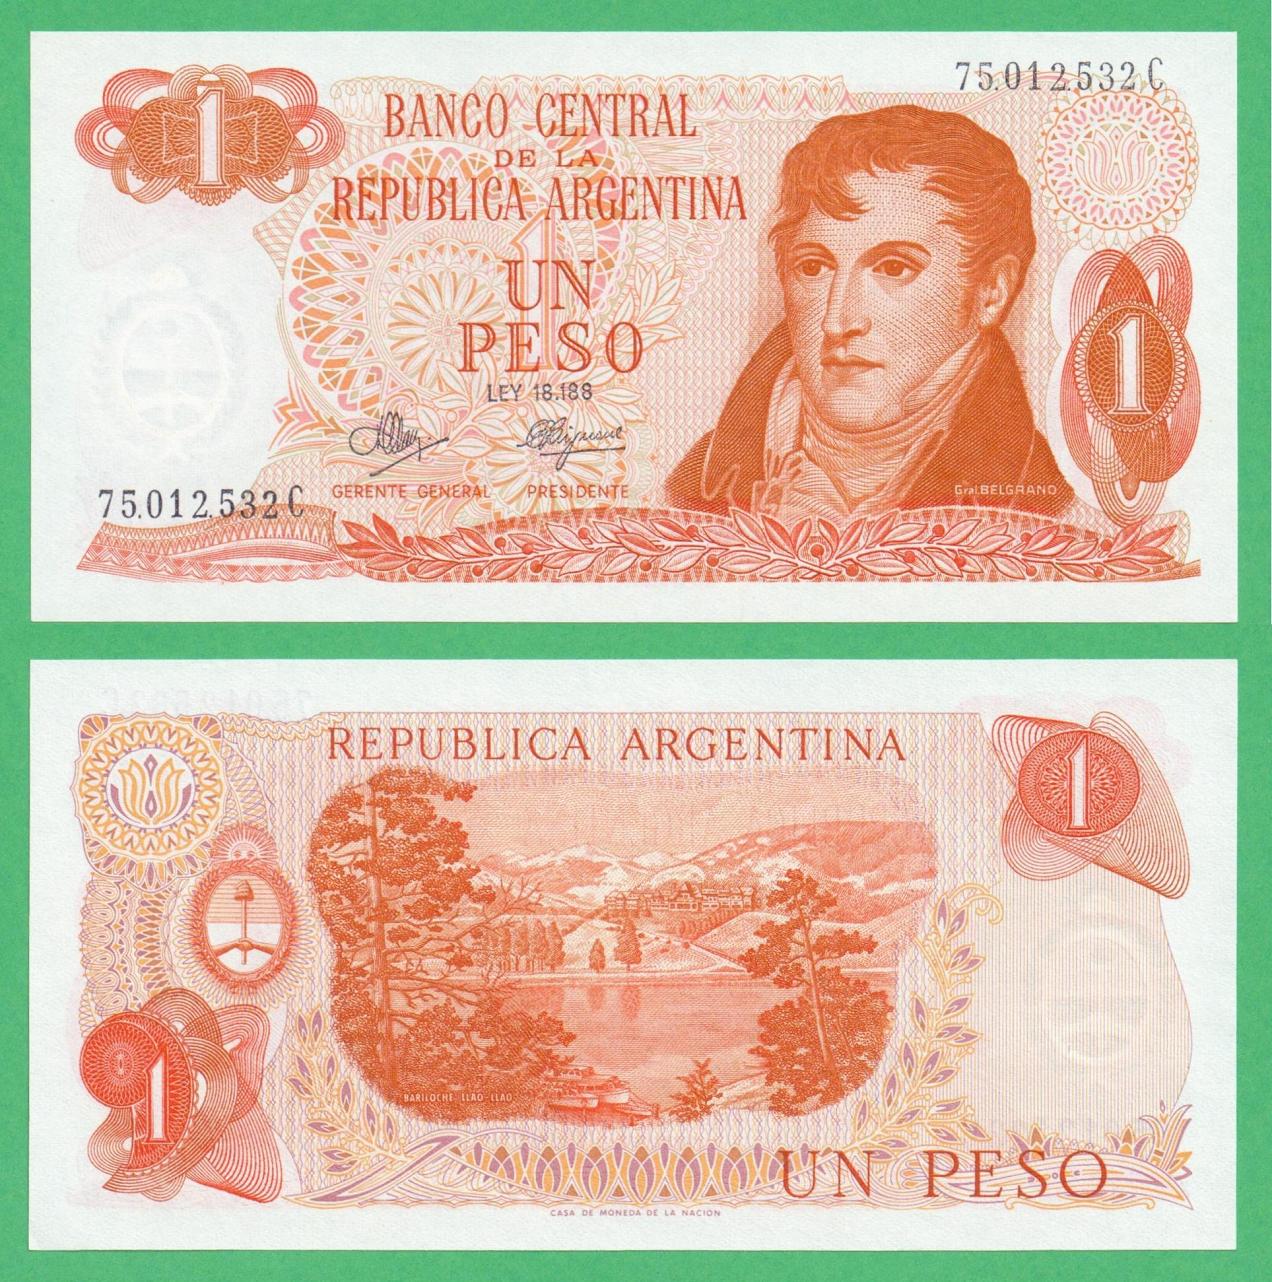 75.012.532 C
1
BANCO CENTRAL
DE LA
REPUBLICA ARGENTINA
1
UN
PESO
LEY 18.188
1
GERENTE GENERAL PRESIDENTE
75.012.532 C
Gral. BELGRANO
REPUBLICA ARGENTINA
1
1
BARILOCHE LLAO LLAO
UN PESO
CASA DE MONEDA DE LA NACION